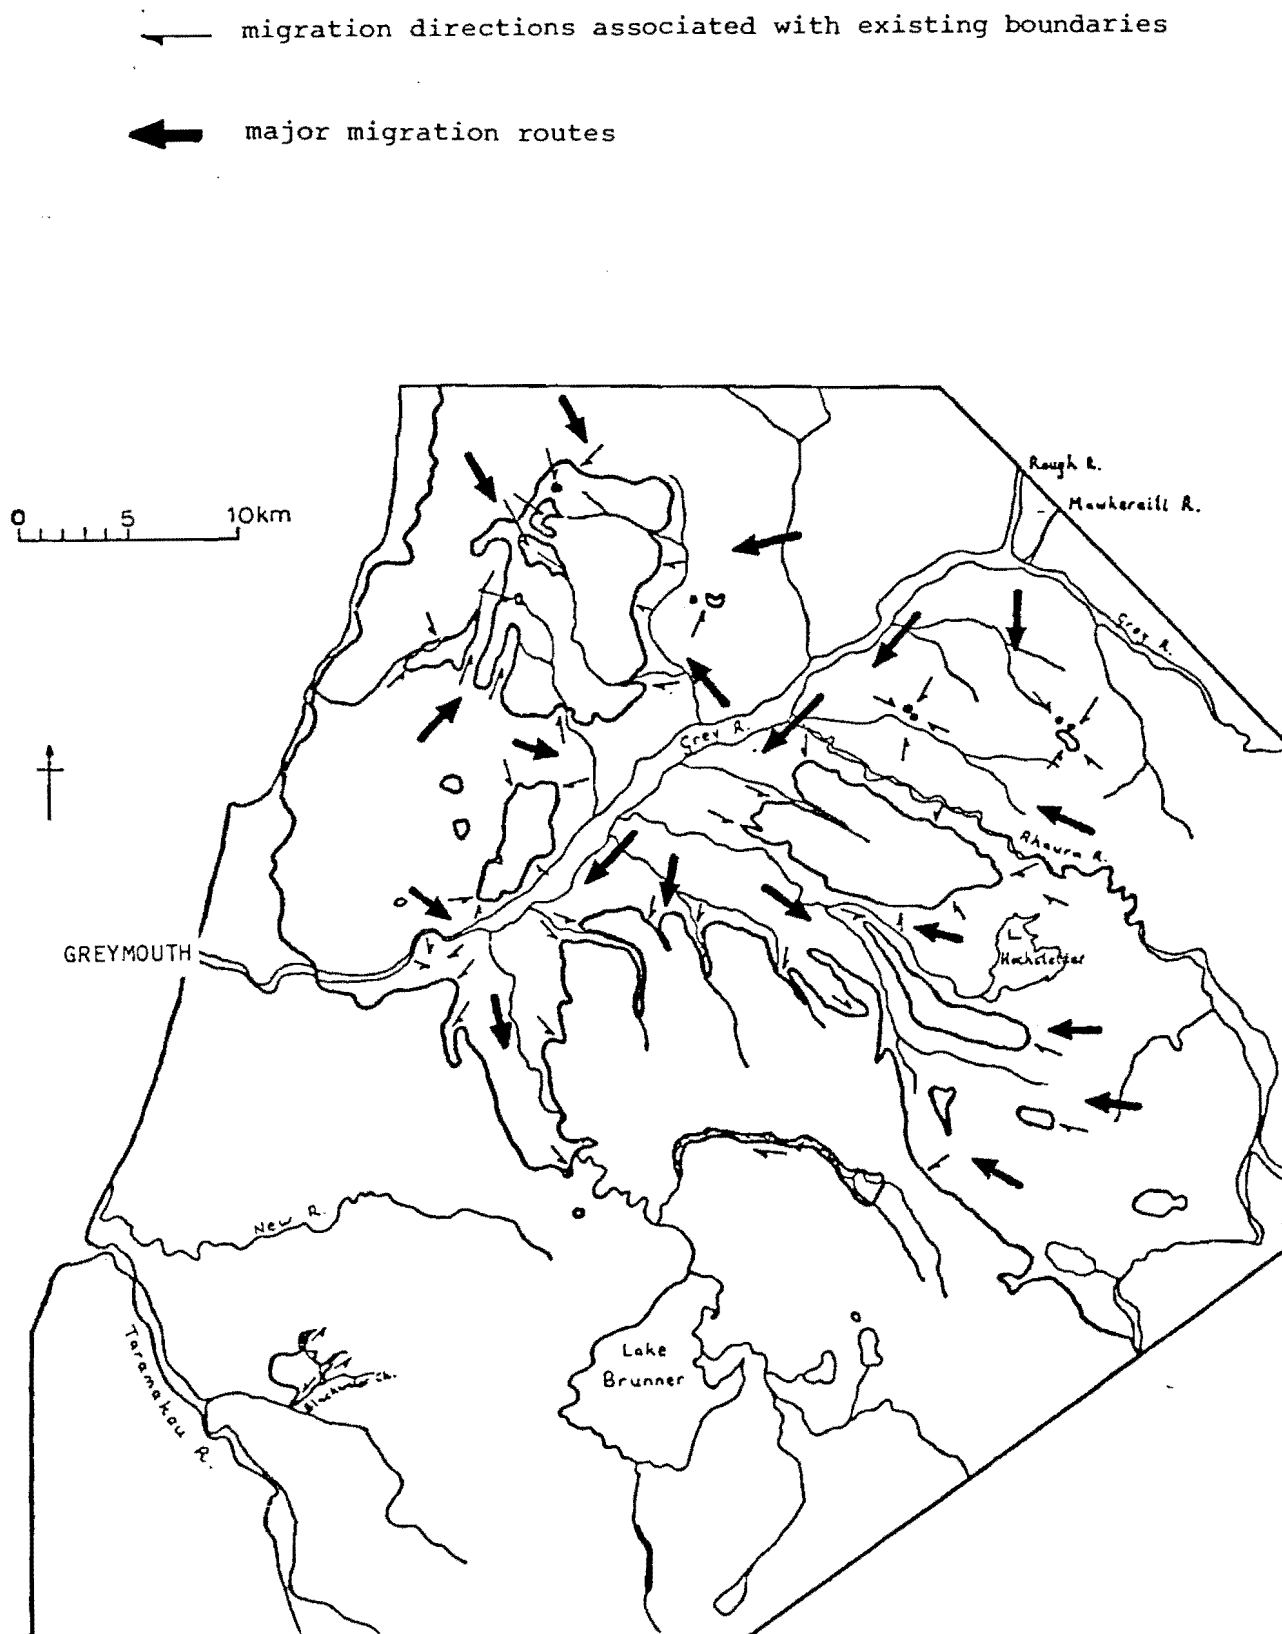 migration directions associated with existing boundaries
major migration routes
Rough R.
0 5 10km
Grey R.
Grey R.
Ahaura R.
GREYMOUTH
L
Hochstetter
New R.
Lake
Brunner
Taramakau R.